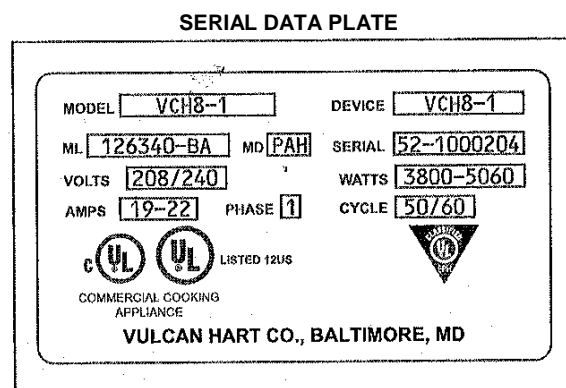 SERIAL DATA PLATE
MODEL VCH8-1 DEVICE VCH8-1
ML 126340-BA MD PAH SERIAL 52-1000204
VOLTS 208/240 WATTS 3800-5060
AMPS 19-22 PHASE 1 CYCLE 50/60
C UL UL LISTED 12US UL
COMMERCIAL COOKING
APPLIANCE
VULCAN HART CO., BALTIMORE, MD